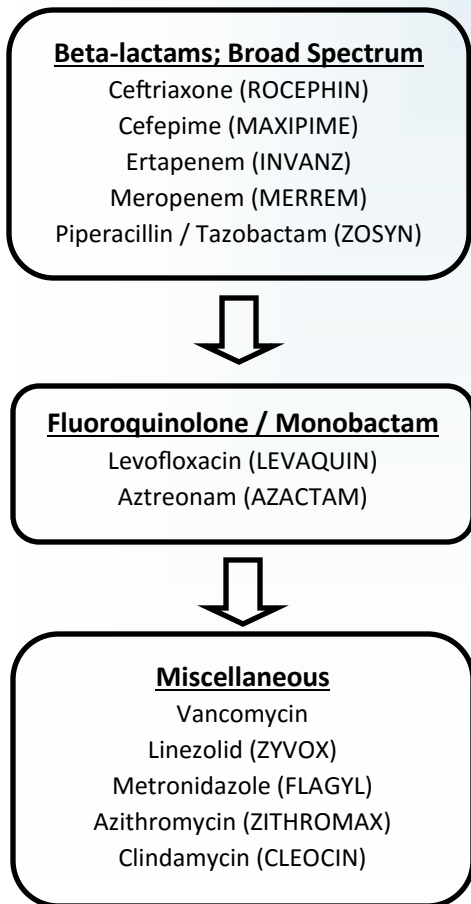 Beta-lactams; Broad Spectrum
Ceftriaxone (ROCEPHIN)
Cefepime (MAXIPIME)
Ertapenem (INVANZ)
Meropenem (MERREM)
Piperacillin / Tazobactam (ZOSYN)
Fluoroquinolone / Monobactam
Levofloxacin (LEVAQUIN)
Aztreonam (AZACTAM)
Miscellaneous
Vancomycin
Linezolid (ZYVOX)
Metronidazole (FLAGYL)
Azithromycin (ZITHROMAX)
Clindamycin (CLEOCIN)